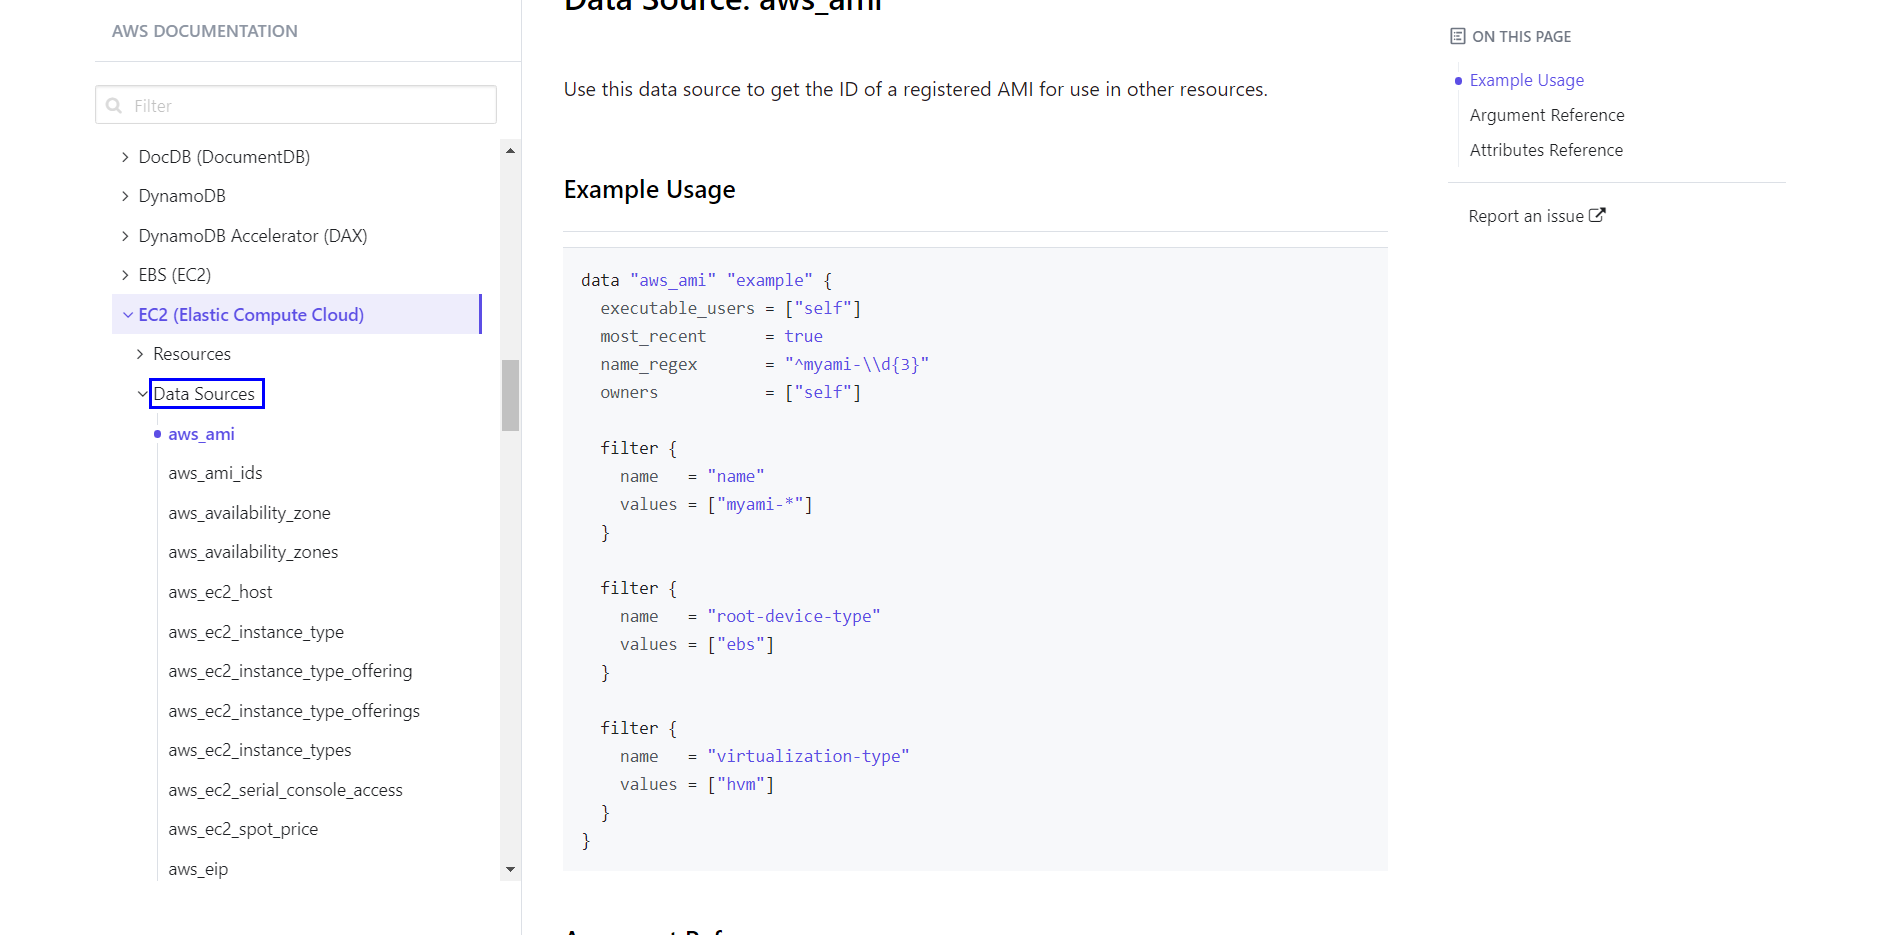 AWS DOCUMENTATION
Filter
DocDB (DocumentDB)
DynamoDB
DynamoDB Accelerator (DAX)
EBS (EC2)
EC2 (Elastic Compute Cloud)
Resources
Data Sources
aws_ami
aws_ami_ids
aws_availability_zone
aws_availability_zones
aws_ec2_host
aws_ec2_instance_type
aws_ec2_instance_type_offering
aws_ec2_instance_type_offerings
aws_ec2_instance_types
aws_ec2_serial_console_access
aws_ec2_spot_price
aws_eip
Data Source: aws_ami
Use this data source to get the ID of a registered AMI for use in other resources.
Example Usage
data "aws_ami" "example" {
  executable_users = ["self"]
  most_recent      = true
  name_regex       = "^myami-\\d{3}"
  owners           = ["self"]
  filter {
    name   = "name"
    values = ["myami-*"]
  }
  filter {
    name   = "root-device-type"
    values = ["ebs"]
  }
  filter {
    name   = "virtualization-type"
    values = ["hvm"]
  }
}
ON THIS PAGE
Example Usage
Argument Reference
Attributes Reference
Report an issue